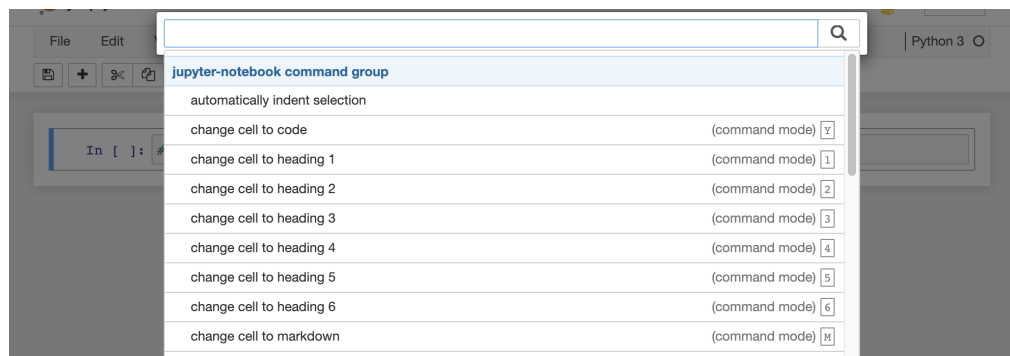 File Edit
Python 3
jupyter-notebook command group
automatically indent selection
In [ ]: #
change cell to code (command mode) Y
change cell to heading 1 (command mode) 1
change cell to heading 2 (command mode) 2
change cell to heading 3 (command mode) 3
change cell to heading 4 (command mode) 4
change cell to heading 5 (command mode) 5
change cell to heading 6 (command mode) 6
change cell to markdown (command mode) M